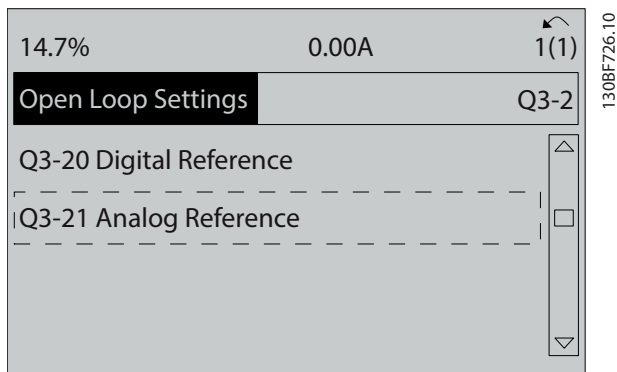 14.7% 0.00A 1(1)
Open Loop Settings Q3-2
Q3-20 Digital Reference
Q3-21 Analog Reference
130BF726.10